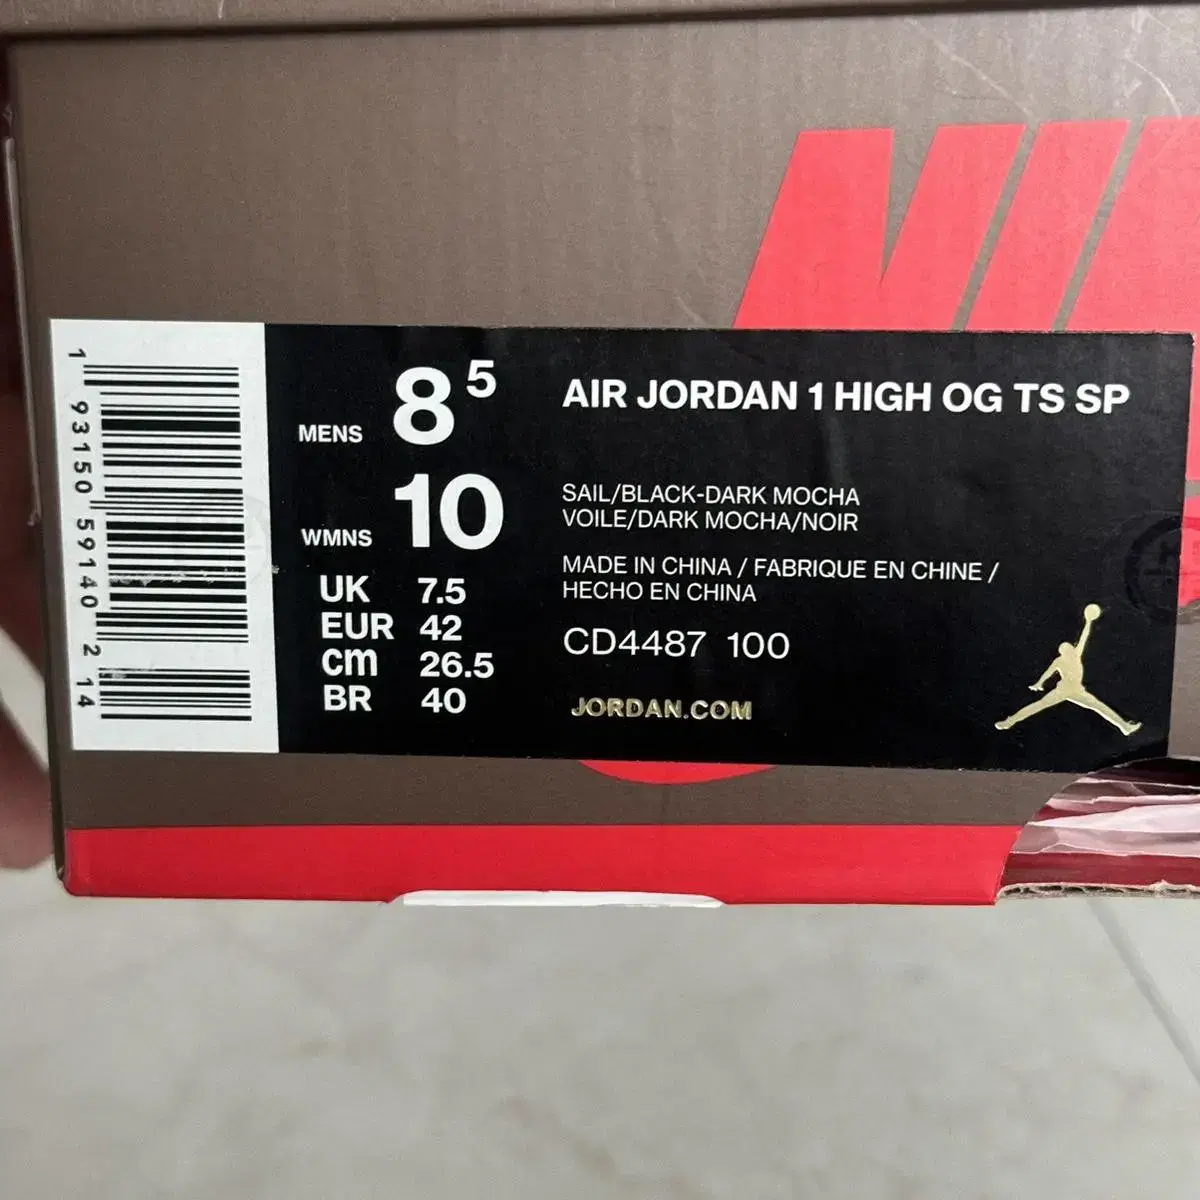 1 93150 59140 2 14
MENS 8 5
WMNS 10
UK 7.5
EUR 42
cm 26.5
BR 40
AIR JORDAN 1 HIGH OG TS SP
SAIL/BLACK-DARK MOCHA
VOILE/DARK MOCHA/NOIR
MADE IN CHINA / FABRIQUE EN CHINE /
HECHO EN CHINA
CD4487 100
JORDAN.COM